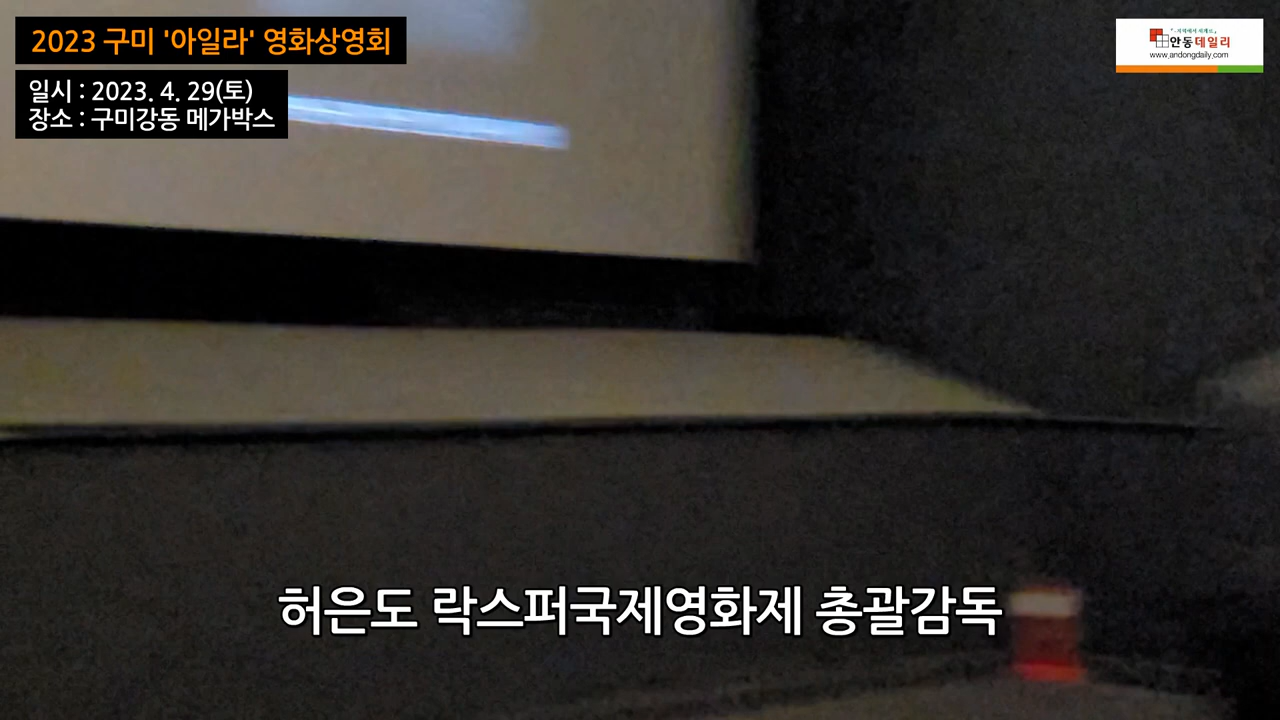 2023 구미 '아일라' 영화상영회
일시 : 2023. 4. 29(토)
장소 : 구미강동 메가박스
안동데일리
www.andongdaily.com
허은도 락스퍼국제영화제 총괄감독